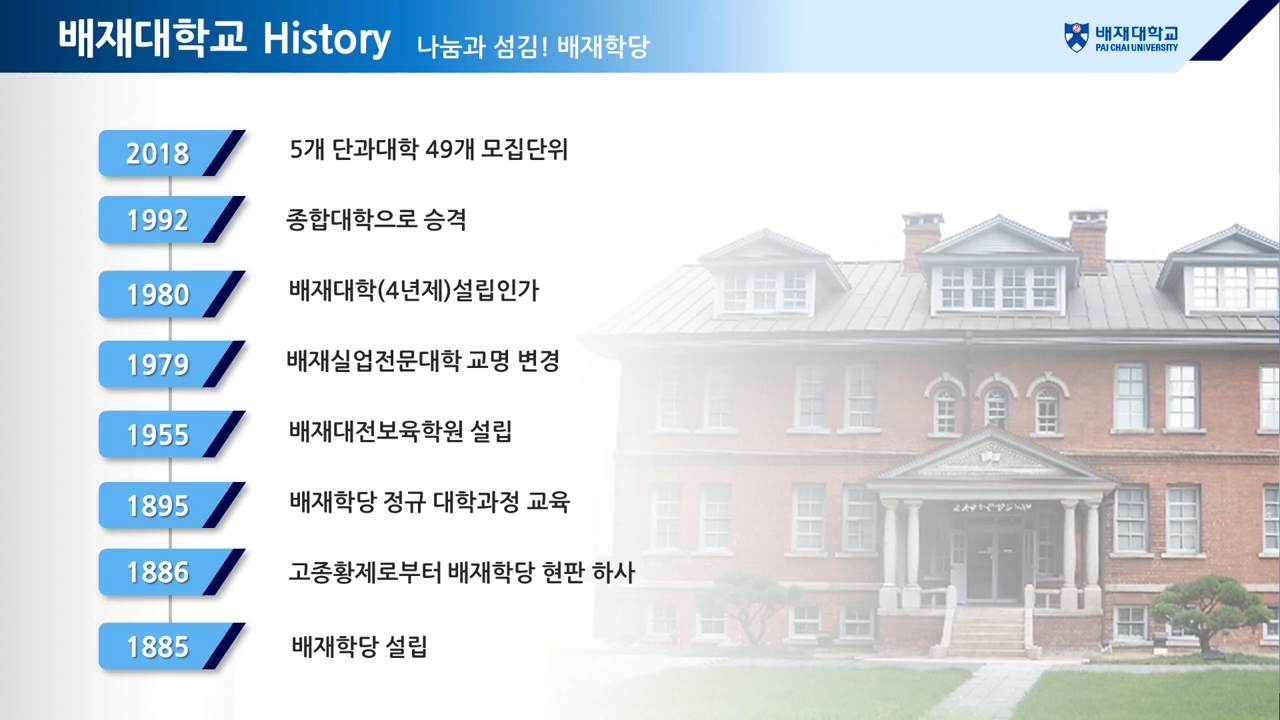 배재대학교 History 나눔과 섬김! 배재학당
배재대학교
PAI CHAI UNIVERSITY
2018 5개 단과대학 49개 모집단위
1992 종합대학으로 승격
1980 배재대학(4년제)설립인가
1979 배재실업전문대학 교명 변경
1955 배재대전보육학원 설립
1895 배재학당 정규 대학과정 교육
1886 고종황제로부터 배재학당 현판 하사
1885 배재학당 설립